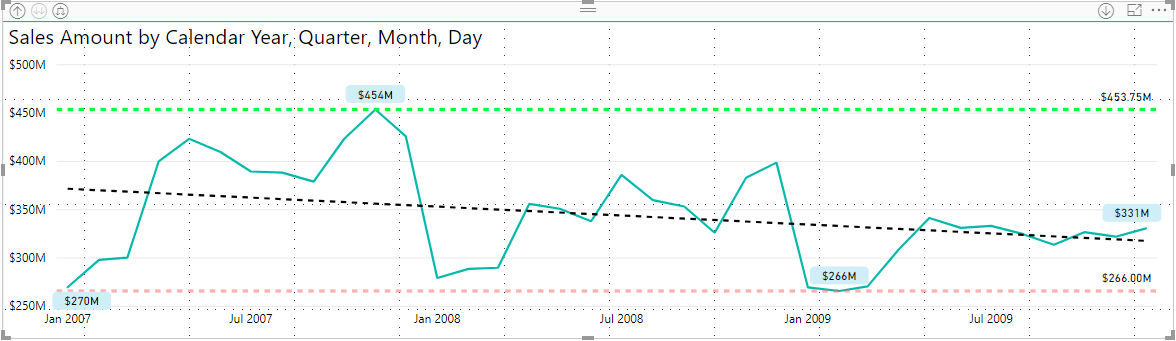 Sales Amount by Calendar Year, Quarter, Month, Day
$500M
$454M
$453.75M
$450M
$400M
$350M
$331M
$300M
$266M
$266.00M
$250M
$270M
Jan 2007 Jul 2007 Jan 2008 Jul 2008 Jan 2009 Jul 2009